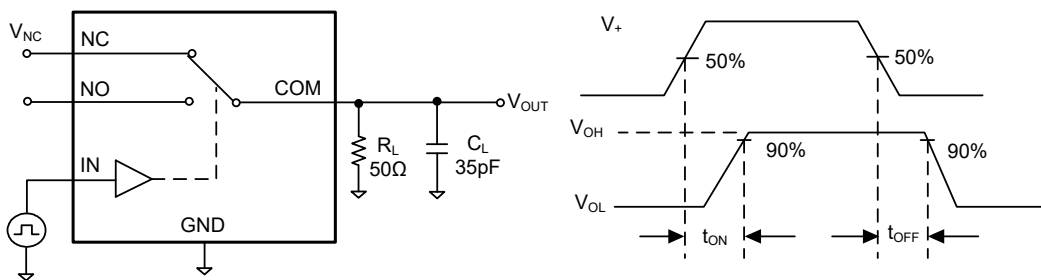 V_NC
NC
NO
COM
V_OUT
R_L
50Ω
C_L
35pF
IN
GND
V_+
50%
50%
V_OH
90%
90%
V_OL
t_ON
t_OFF